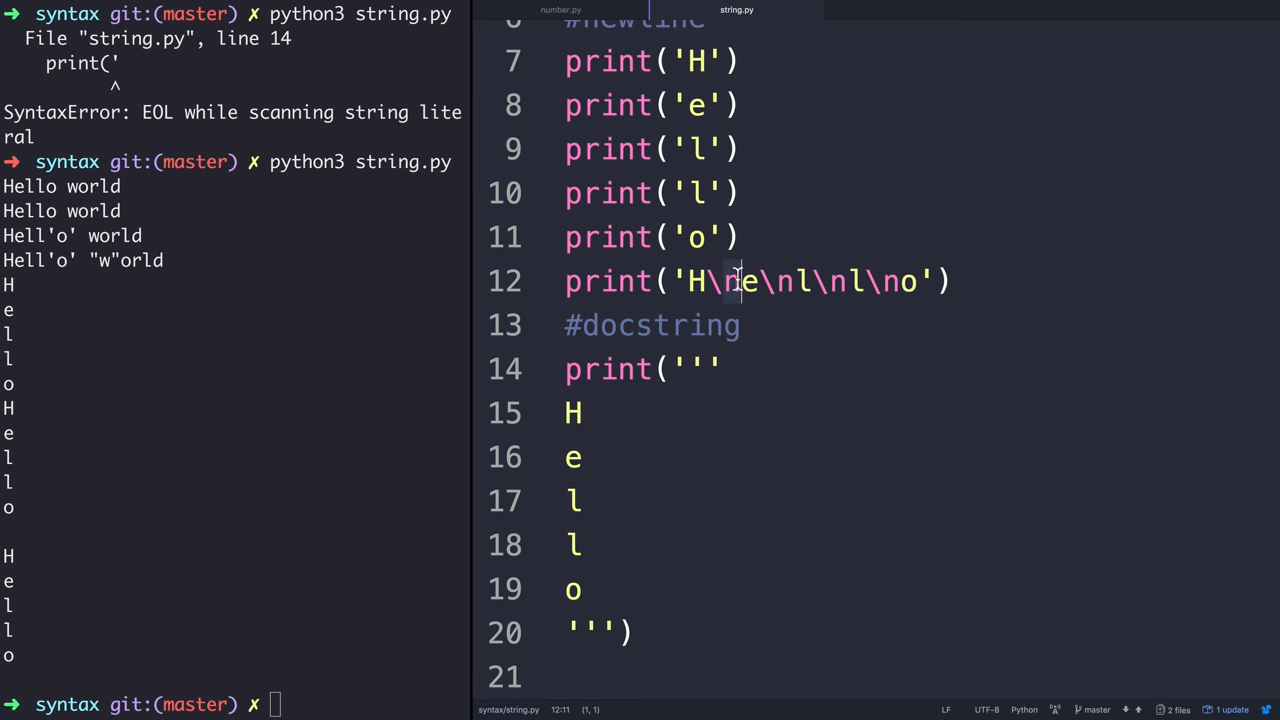 ➜ syntax git:(master) ✗ python3 string.py
File "string.py", line 14
print('
^
SyntaxError: EOL while scanning string lite
ral
➜ syntax git:(master) ✗ python3 string.py
Hello world
Hello world
Hell'o' world
Hell'o' "w"orld
H
e
l
l
o
H
e
l
l
o
H
e
l
l
o
➜ syntax git:(master) ✗
number.py string.py
6 #newline
7 print('H')
8 print('e')
9 print('l')
10 print('l')
11 print('o')
12 print('H\ne\nl\nl\no')
13 #docstring
14 print('''
15 H
16 e
17 l
18 l
19 o
20 ''')
21
syntax/string.py 12:11 (1, 1) LF UTF-8 Python master 2 files 1 update